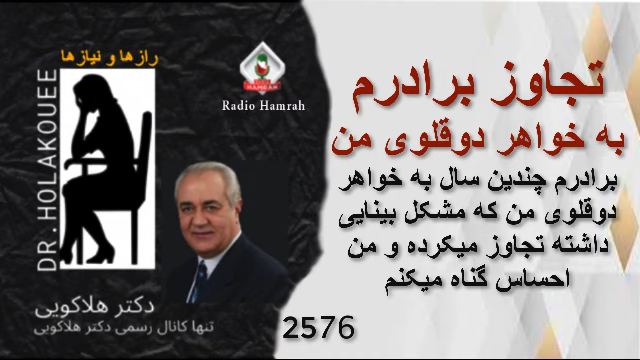 رازها و نیازها
DR.HOLAKOUEE
HAMRAH
Radio Hamrah
دکتر هلاکویی
تنها کانال رسمی دکتر هلاکویی
تجاوز برادرم
به خواهر دوقلوی من
برادرم چندین سال به خواهر
دوقلوی من که مشکل بینایی
داشته تجاوز میکرده و من
احساس گناه میکنم
2576